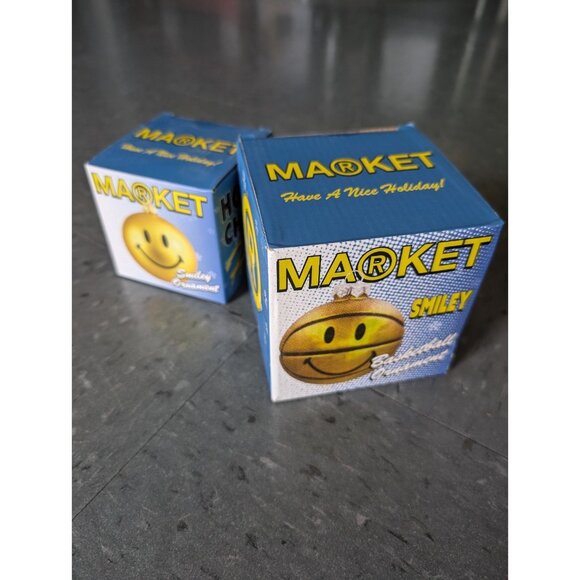 MA®KET
Have A Nice Holiday!
MA®KET
Smiley
Ornament
MA®KET
Have A Nice Holiday!
MA®KET
SMILEY
Basketball
Ornament